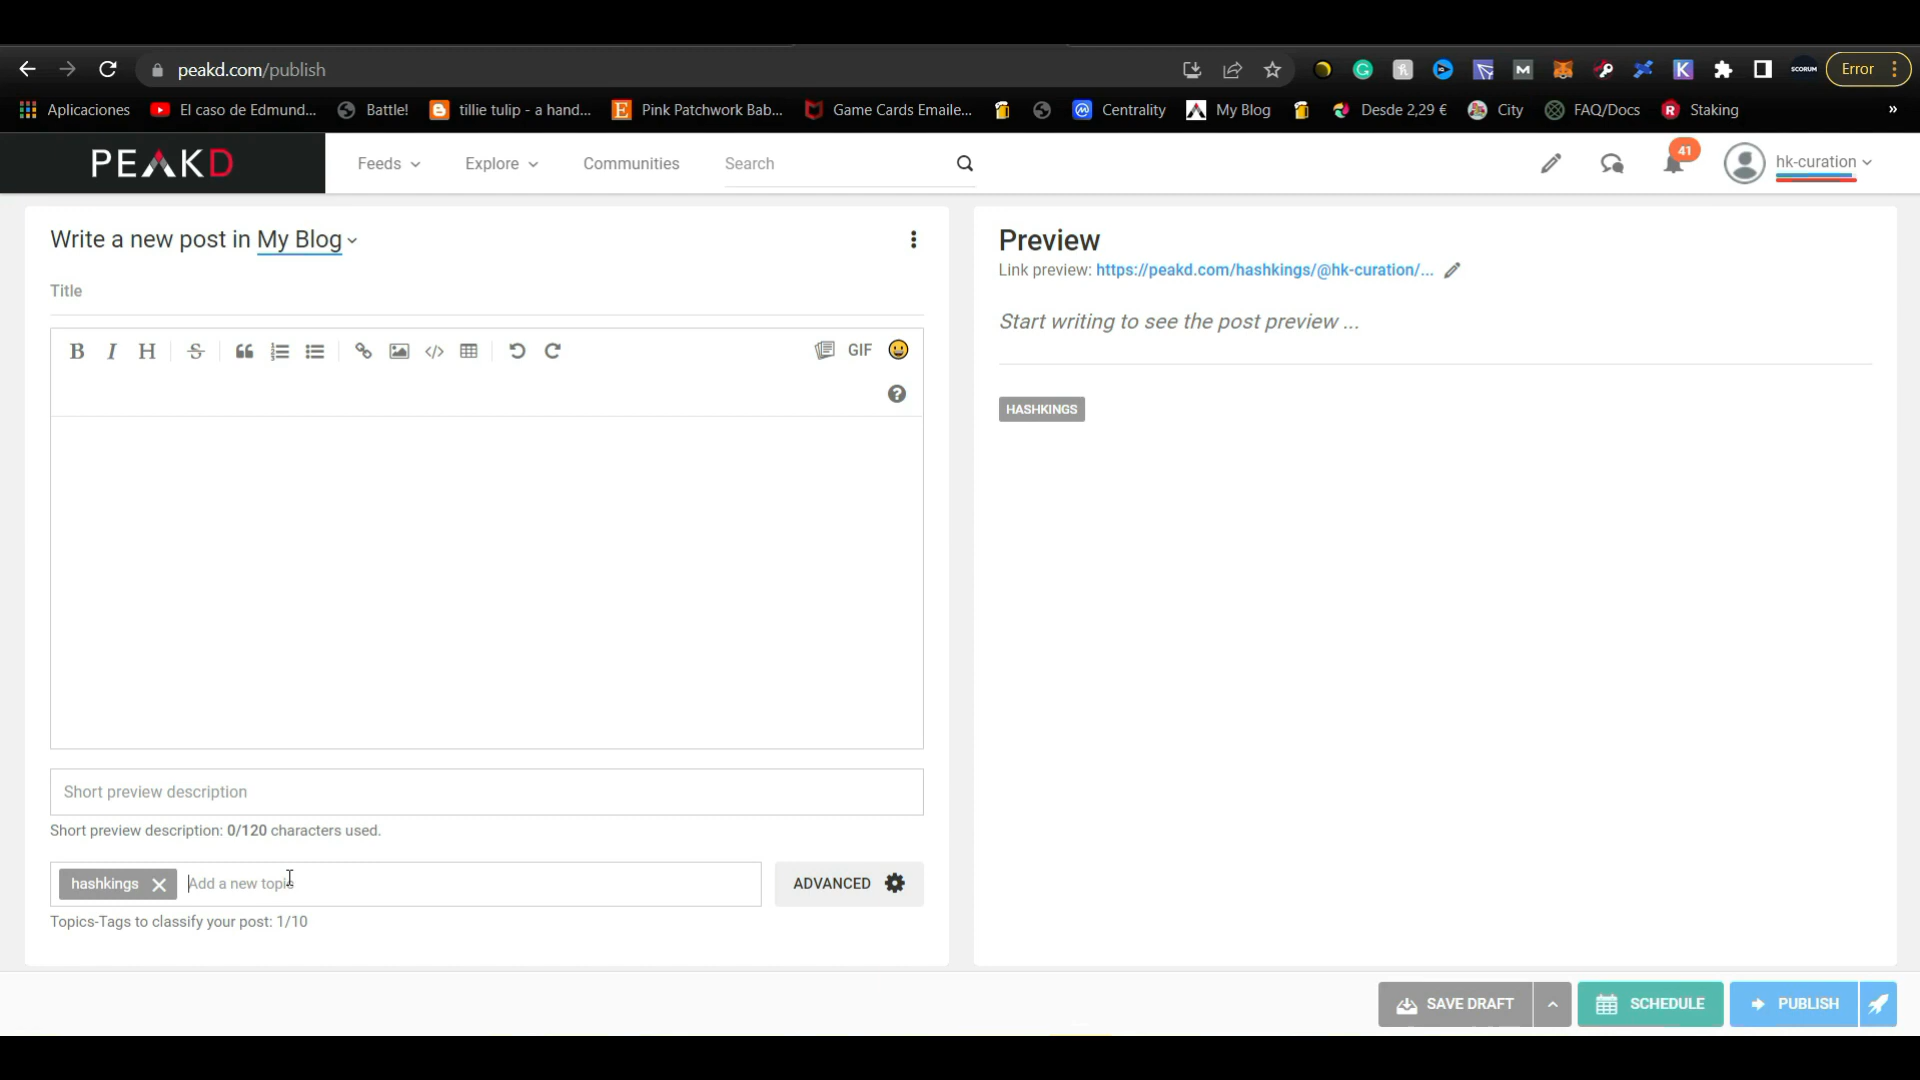 peakd.com/publish
SCORUM
Error
Aplicaciones
El caso de Edmund...
Battle!
tillie tulip - a hand...
Pink Patchwork Bab...
Game Cards Emaile...
Centrality
My Blog
Desde 2,29 €
City
FAQ/Docs
Staking
»
PEAKD
Feeds
Explore
Communities
Search
41
hk-curation
Write a new post in My Blog
Title
B I H S
GIF
Short preview description
Short preview description: 0/120 characters used.
hashkings
Add a new topic
ADVANCED
Topics-Tags to classify your post: 1/10
Preview
Link preview: https://peakd.com/hashkings/@hk-curation/...
Start writing to see the post preview ...
HASHKINGS
SAVE DRAFT
SCHEDULE
PUBLISH